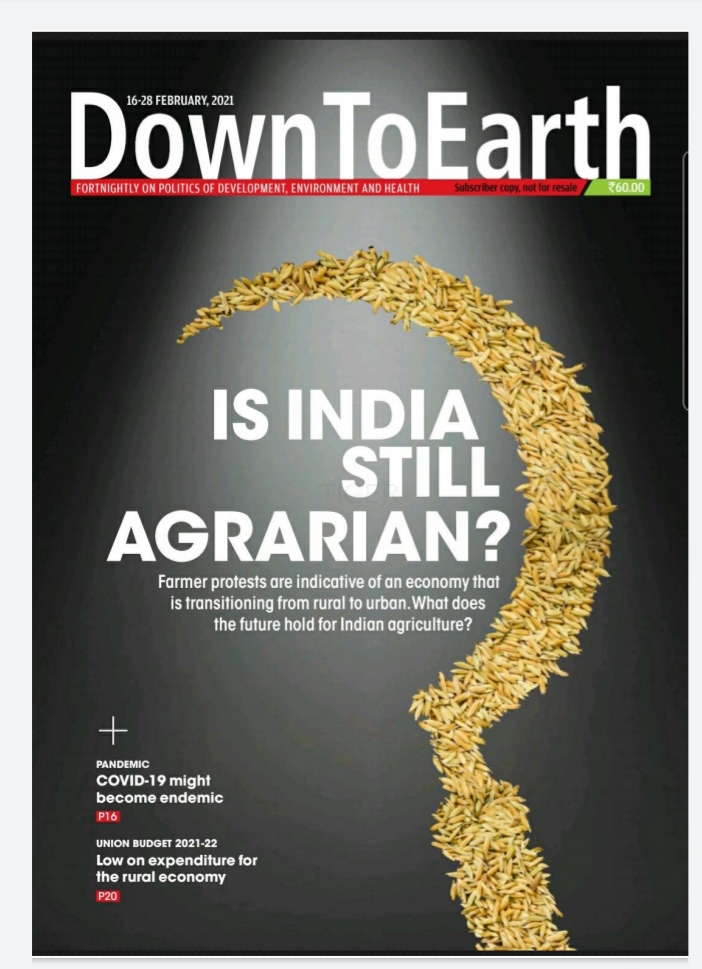 16-28 FEBRUARY, 2021
DownToEarth
FORTNIGHTLY ON POLITICS OF DEVELOPMENT, ENVIRONMENT AND HEALTH Subscriber copy, not for resale ₹60.00
IS INDIA
STILL
AGRARIAN?
Farmer protests are indicative of an economy that
is transitioning from rural to urban. What does
the future hold for Indian agriculture?
PANDEMIC
COVID-19 might
become endemic
P16
UNION BUDGET 2021-22
Low on expenditure for
the rural economy
P20